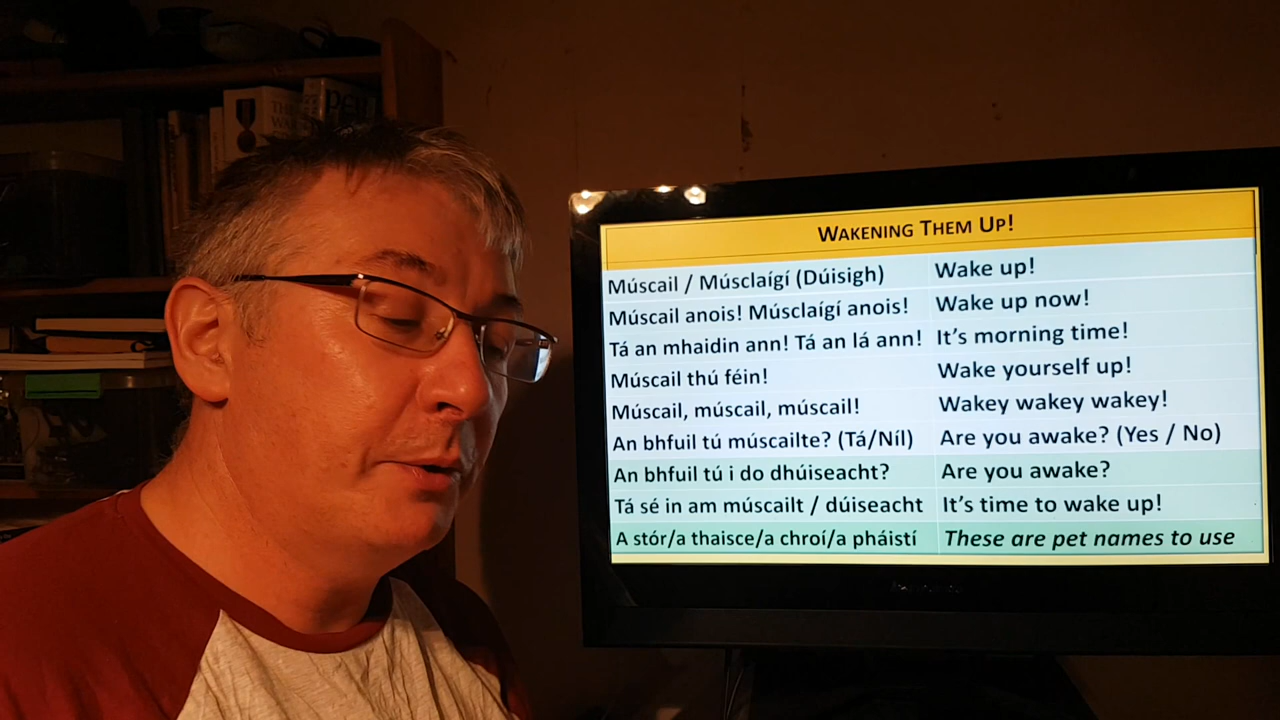 WAKENING THEM UP!
Múscail / Músclaígí (Dúisigh) Wake up!
Múscail anois! Músclaígí anois! Wake up now!
Tá an mhaidin ann! Tá an lá ann! It's morning time!
Múscail thú féin! Wake yourself up!
Múscail, múscail, múscail! Wakey wakey wakey!
An bhfuil tú múscailte? (Tá/Níl) Are you awake? (Yes / No)
An bhfuil tú i do dhúiseacht? Are you awake?
Tá sé in am múscailt / dúiseacht It's time to wake up!
A stór/a thaisce/a chroí/a pháistí These are pet names to use